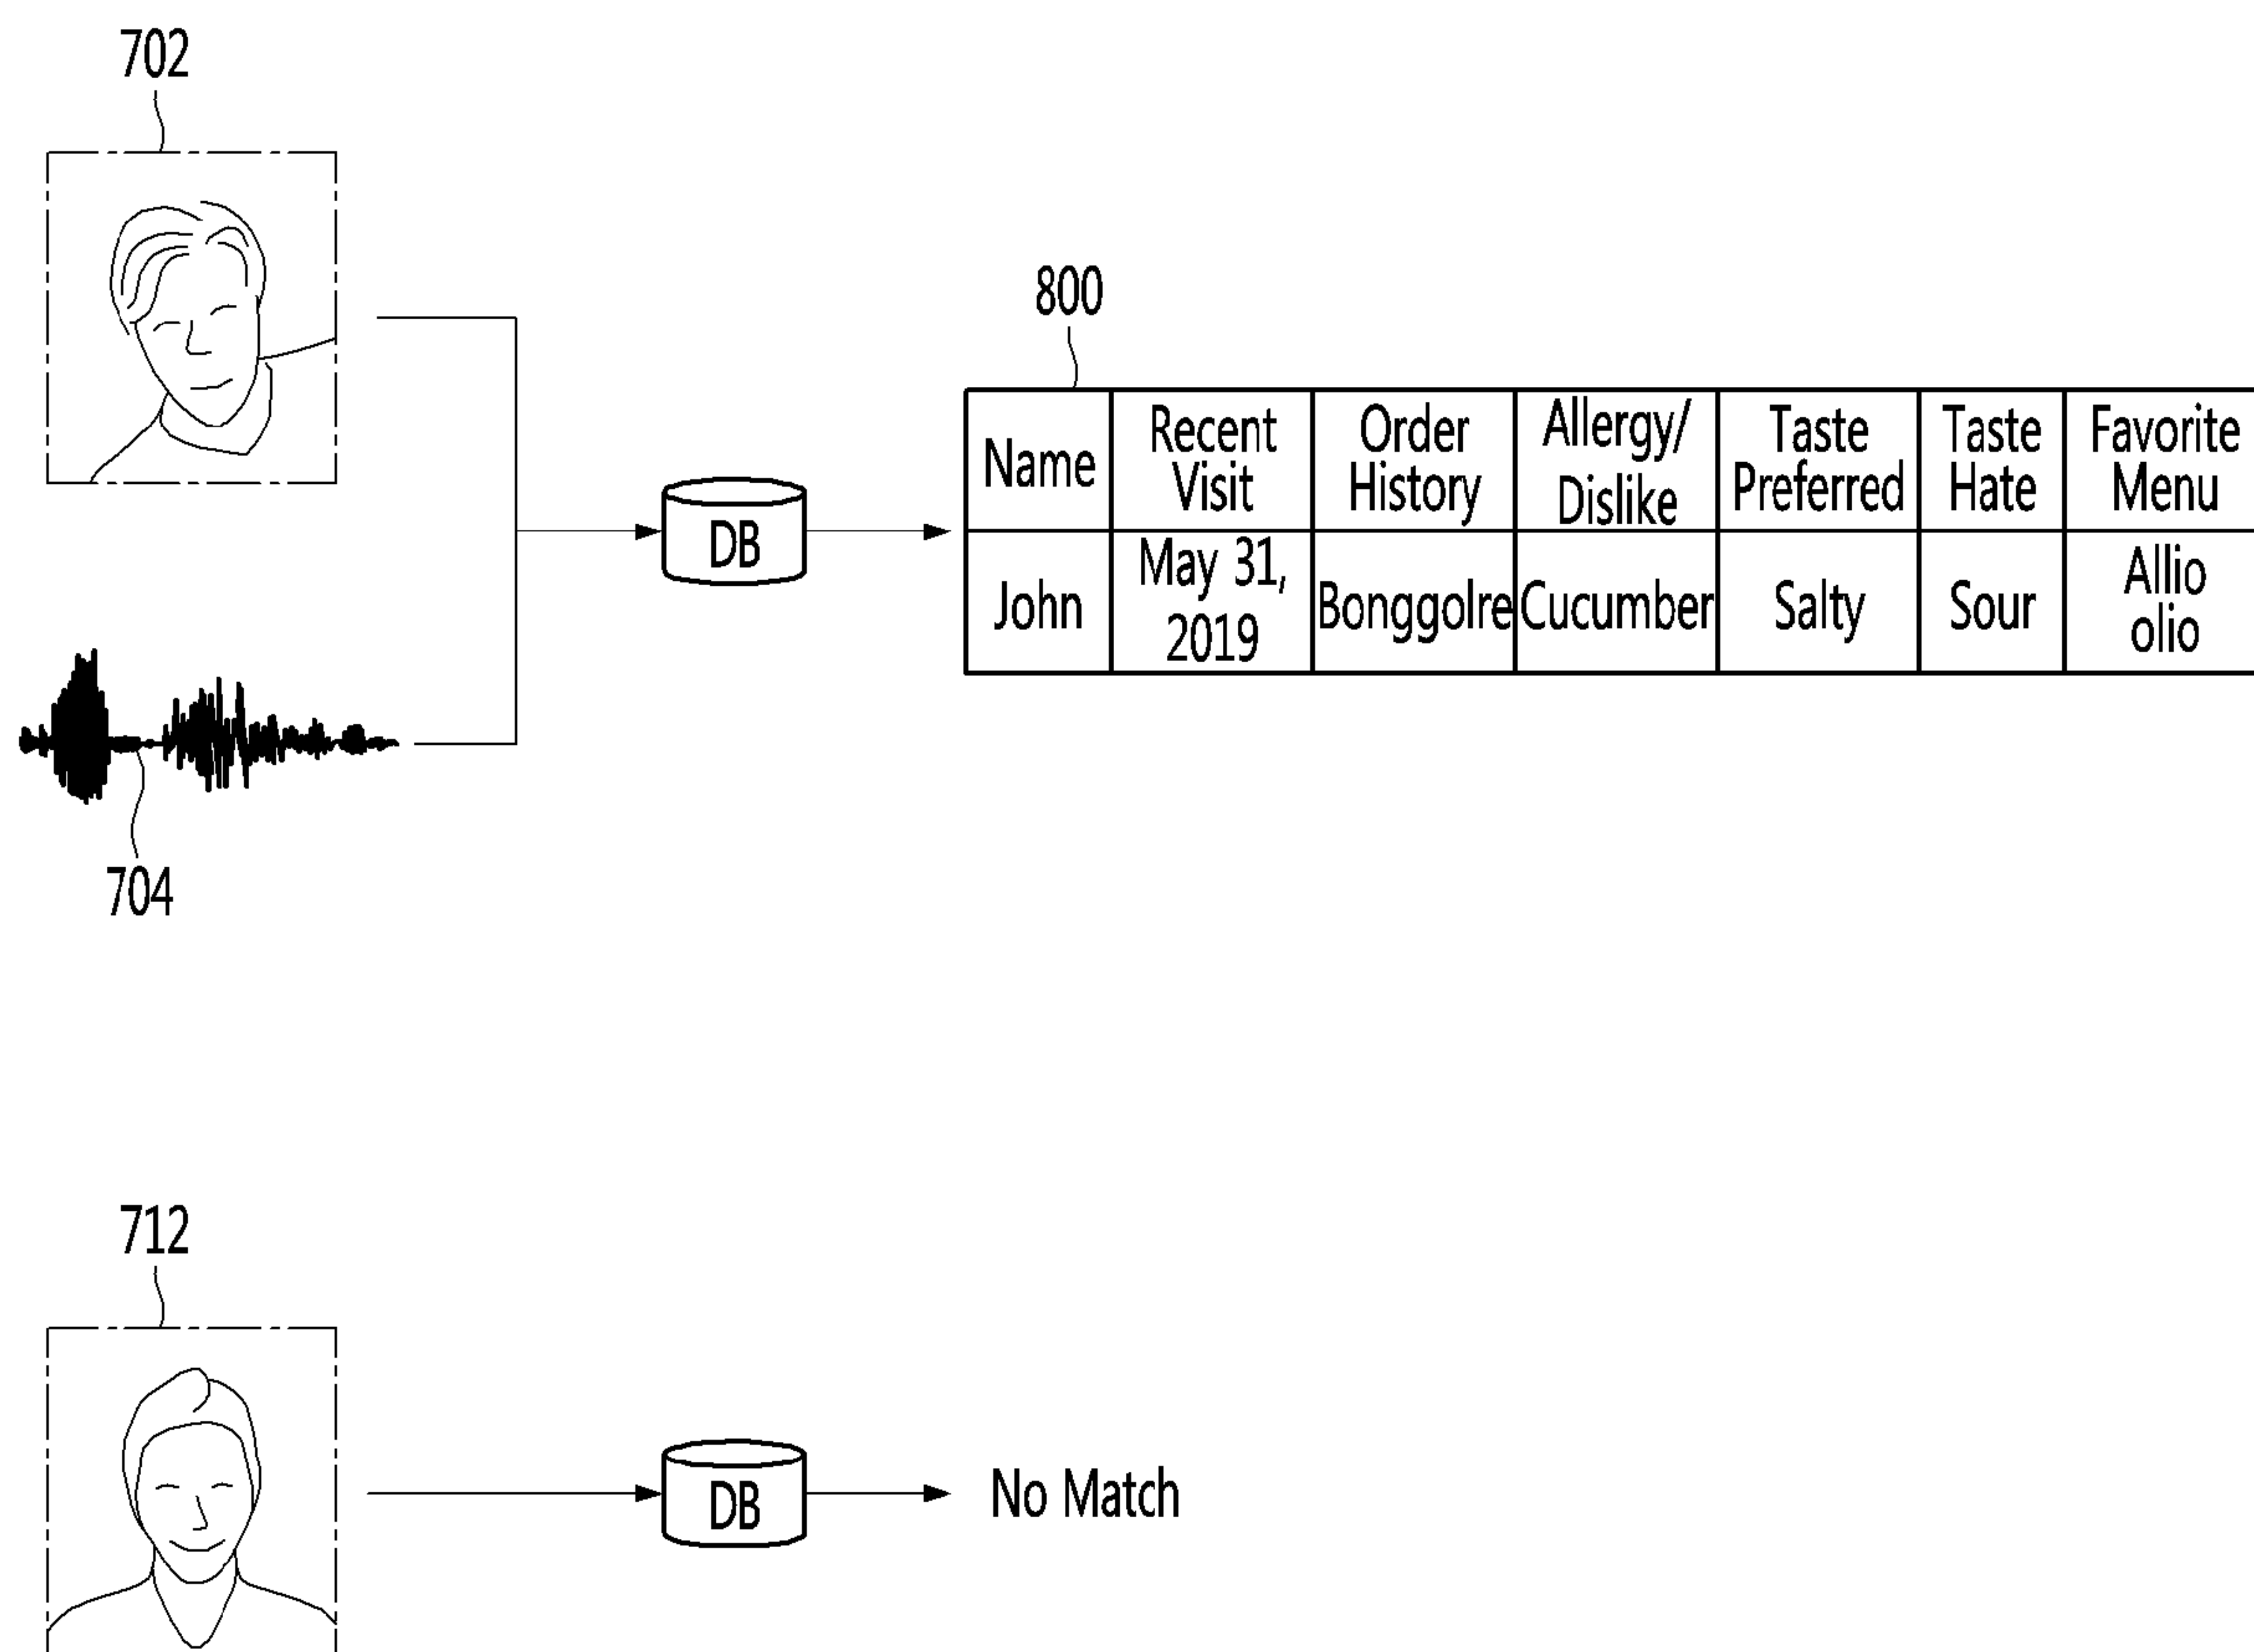 702
800
Name
Recent
Visit
Order
History
Allergy/
Dislike
Taste
Preferred
Taste
Hate
Favorite
Menu
John
May 31,
2019
Bonggolre
Cucumber
Salty
Sour
Allio
olio
DB
704
712
DB
No Match